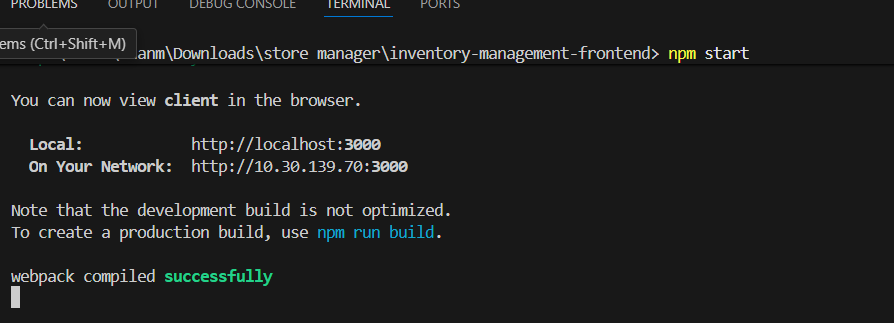 PROBLEMS OUTPUT DEBUG CONSOLE TERMINAL PORTS
ems (Ctrl+Shift+M)
\Downloads\store manager\inventory-management-frontend> npm start
You can now view client in the browser.
Local: http://localhost:3000
On Your Network: http://10.30.139.70:3000
Note that the development build is not optimized.
To create a production build, use npm run build.
webpack compiled successfully